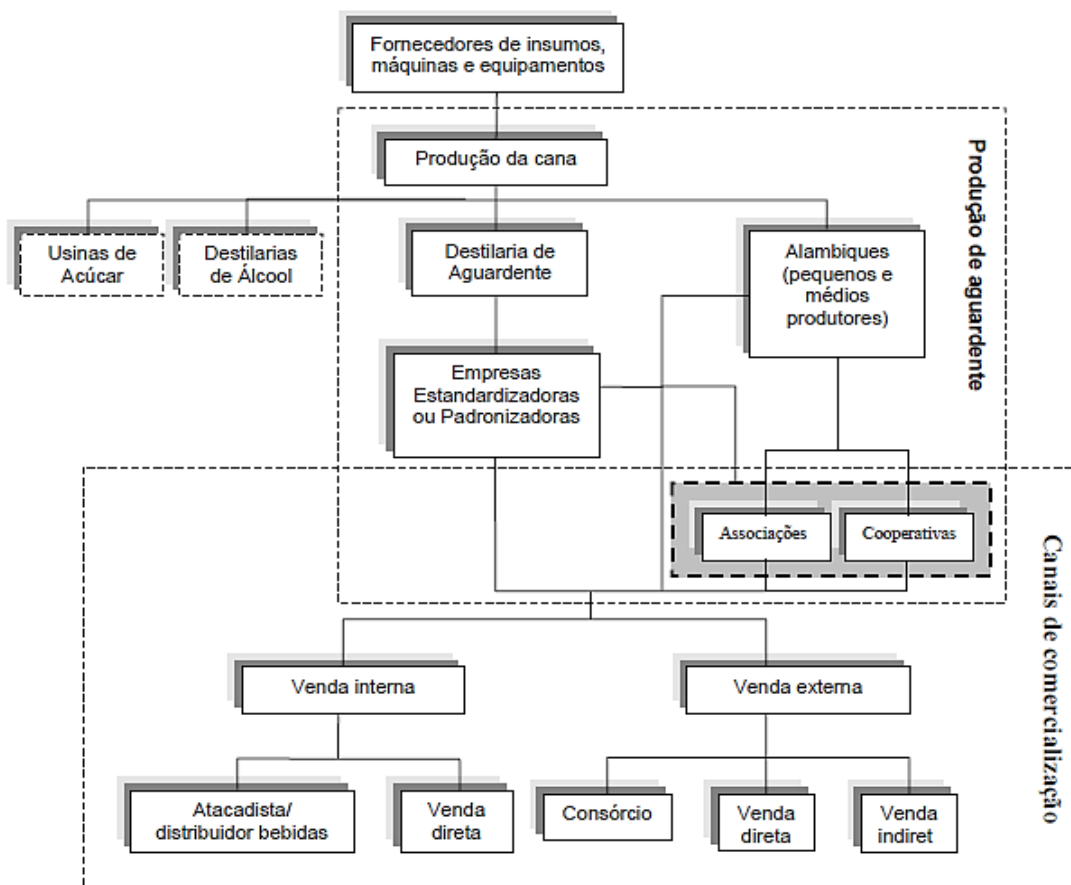 Fornecedores de insumos,
máquinas e equipamentos
Produção da cana
Usinas de
Acúcar
Destilarias
de Álcool
Destilaria de
Aguardente
Alambiques
(pequenos e
médios
produtores)
Produção de aguardente
Empresas
Estandardizadoras
ou Padronizadoras
Associações
Cooperativas
Canais de comercialização
Venda interna
Venda externa
Atacadista/
distribuidor bebidas
Venda
direta
Consórcio
Venda
direta
Venda
indiret